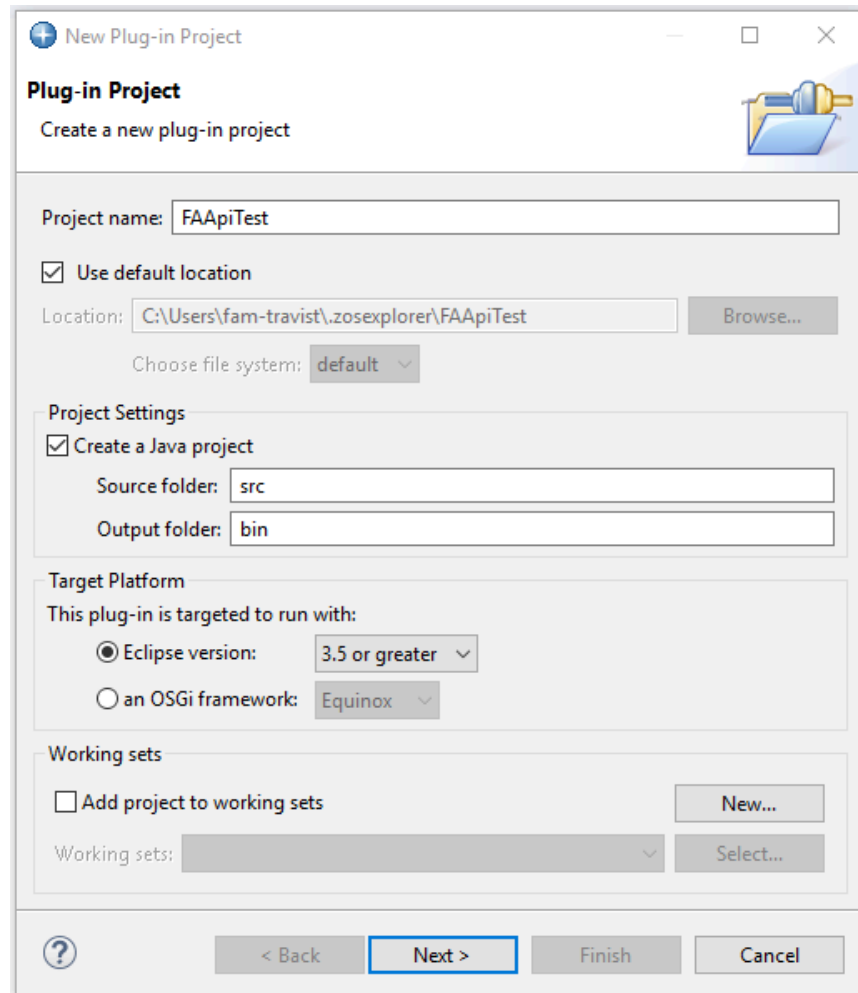 New Plug-in Project
Plug-in Project
Create a new plug-in project
Project name: FAApiTest
Use default location
Location: C:\Users\fam-travist\.zosexplorer\FAApiTest Browse...
Choose file system: default
Project Settings
Create a Java project
Source folder: src
Output folder: bin
Target Platform
This plug-in is targeted to run with:
Eclipse version: 3.5 or greater
an OSGi framework: Equinox
Working sets
Add project to working sets New...
Working sets: Select...
? < Back Next > Finish Cancel